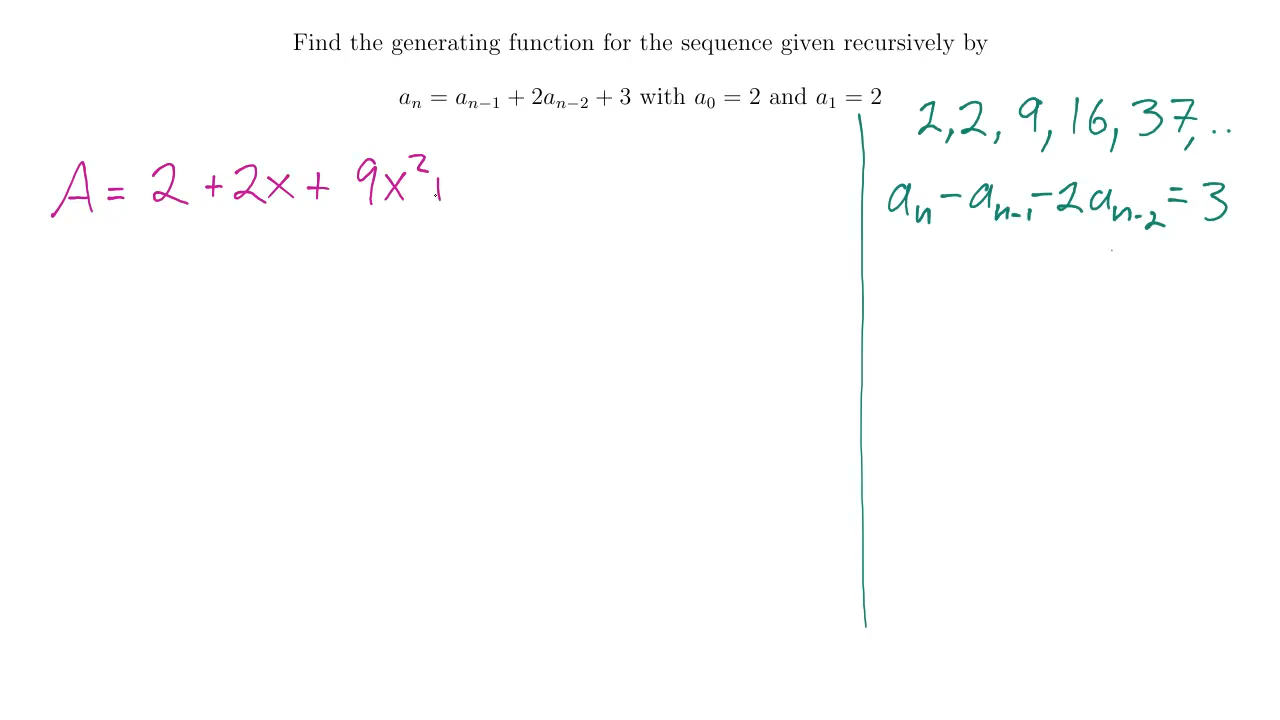 Find the generating function for the sequence given recursively by
aₙ = aₙ₋₁ + 2aₙ₋₂ + 3 with a₀ = 2 and a₁ = 2
2, 2, 9, 16, 37, ..
A = 2 + 2x + 9x² +
aₙ - aₙ₋₁ - 2aₙ₋₂ = 3